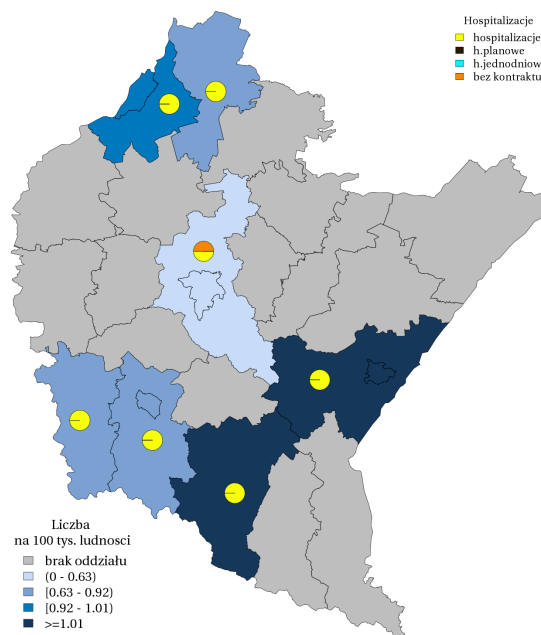 Hospitalizacje
hospitalizacje
h.planowe
h.jednodniow
bez kontraktu
Liczba
na 100 tys. ludnosci
brak oddziału
(0 - 0.63)
[0.63 - 0.92)
[0.92 - 1.01)
>=1.01